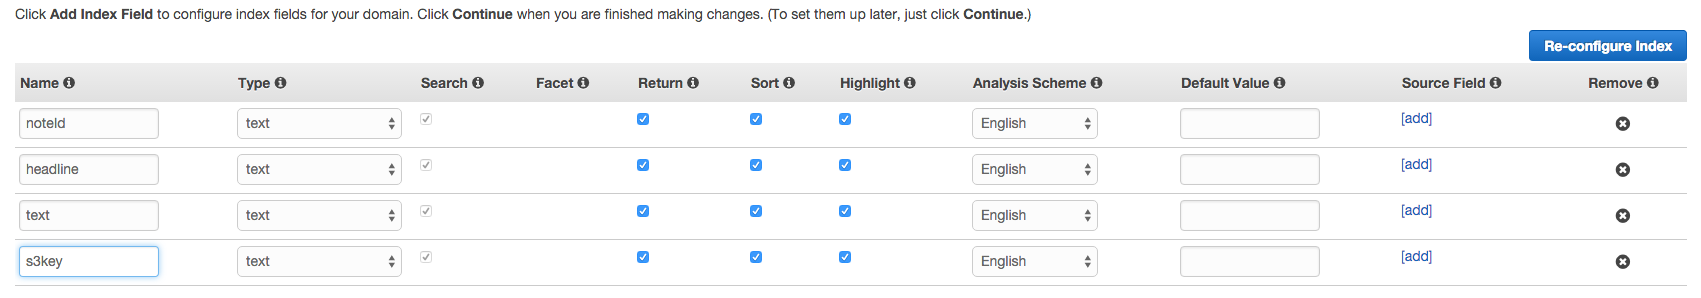 Click Add Index Field to configure index fields for your domain. Click Continue when you are finished making changes. (To set them up later, just click Continue.)
Re-configure Index
Name Type Search Facet Return Sort Highlight Analysis Scheme Default Value Source Field Remove
noteId text English [add]
headline text English [add]
text text English [add]
s3key text English [add]